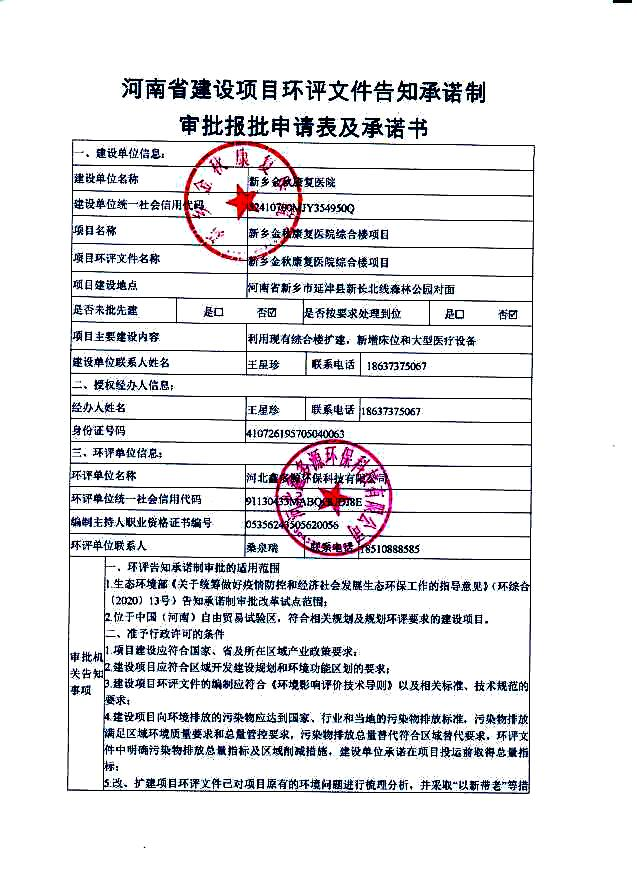 河南省建设项目环评文件告知承诺制
审批报批申请表及承诺书
一、建设单位信息:
建设单位名称 新乡金秋康复医院
建设单位统一社会信用代码 52410700MJY354950Q
项目名称 新乡金秋康复医院综合楼项目
项目环评文件名称 新乡金秋康复医院综合楼项目
项目建设地点 河南省新乡市延津县新长北线森林公园对面
是否未批先建 是□ 否☑ 是否按要求处理到位 是□ 否☑
项目主要建设内容 利用现有综合楼扩建,新增床位和大型医疗设备
建设单位联系人姓名 王星珍 联系电话 18637375067
二、授权经办人信息:
经办人姓名 王星珍 联系电话 18637375067
身份证号码 410726195705040063
三、环评单位信息:
环评单位名称 河北鑫多源环保科技有限公司
环评单位统一社会信用代码
编制主持人职业资格证书编号 05356243505620056
环评单位联系人 桑泉瑞 联系电话 18510888585
审批机关告知事项
一、环评告知承诺制审批的适用范围
1.生态环境部《关于统筹做好疫情防控和经济社会发展生态环保工作的指导意见》(环综合
〔2020〕13号)告知承诺制审批改革试点范围;
2.位于中国(河南)自由贸易试验区,符合相关规划及规划环评要求的建设项目。
二、准予行政许可的条件
1.项目建设应符合国家、省及所在区域产业政策要求;
2.建设项目应符合区域开发建设规划和环境功能区划的要求;
3.建设项目环评文件的编制应符合《环境影响评价技术导则》以及相关标准、技术规范的
要求;
4.建设项目向环境排放的污染物应达到国家、行业和当地的污染物排放标准,污染物排放
满足区域环境质量要求和总量管控要求,污染物排放总量替代符合区域替代要求,环评文
件中明确污染物排放总量指标及区域削减措施,建设单位承诺在项目投运前取得总量指
标;
5.改、扩建项目环评文件已对项目原有的环境问题进行梳理分析,并采取“以新带老”等措